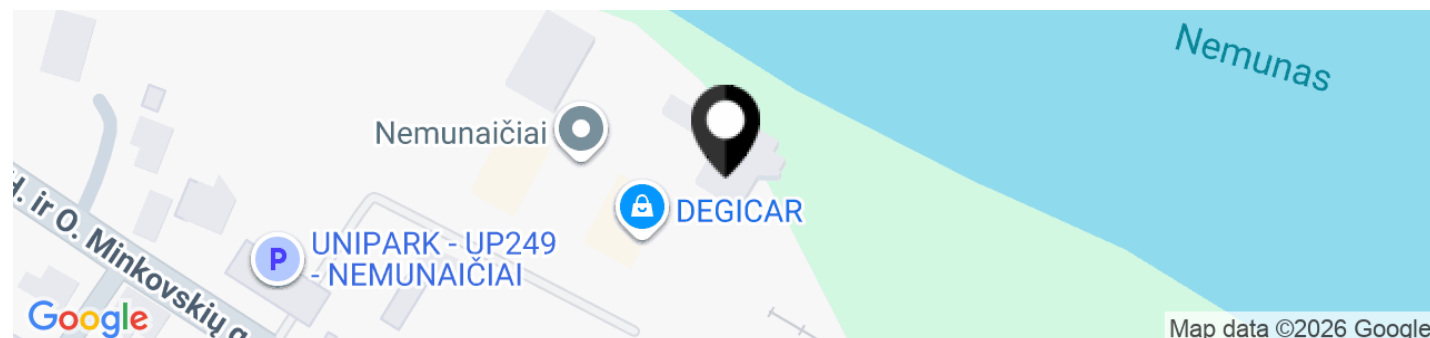 Nemunas
Nemunaičiai
DEGICAR
H. ir O. Minkovskių g
P
UNIPARK - UP249
- NEMUNAIČIAI
Google
Map data ©2026 Google